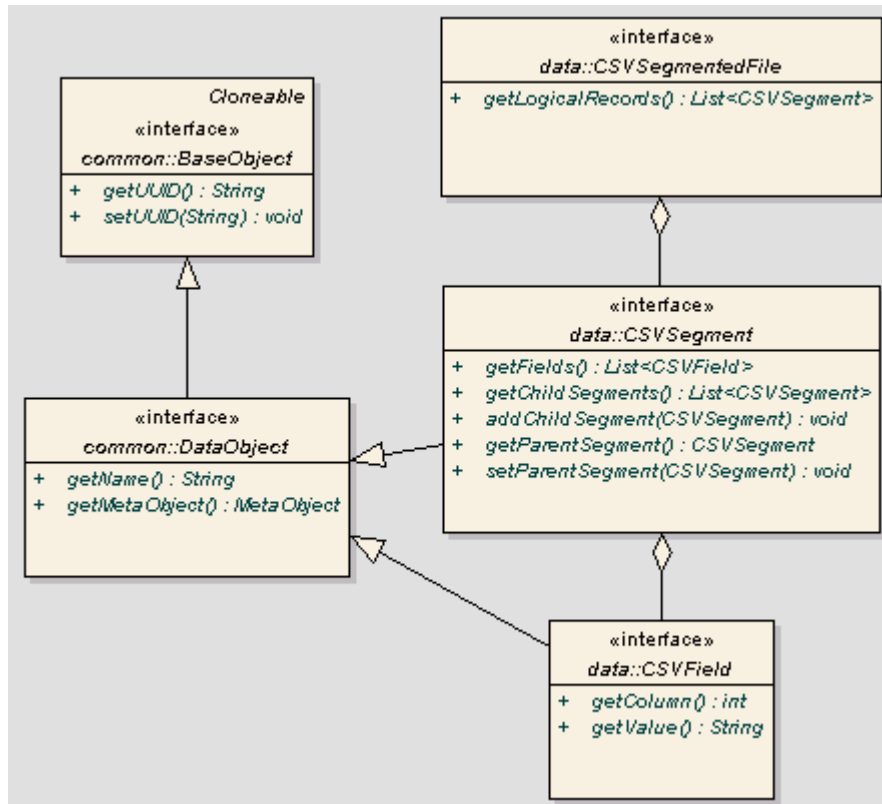 «interface»
data::CSVSegmentedFile
+ getLogicalRecords() : List<CSVSegment>
Cloneable
«interface»
common::BaseObject
+ getUUID() : String
+ setUUID(String) : void
«interface»
data::CSVSegment
+ getFields() : List<CSVField>
+ getChildSegments() : List<CSVSegment>
+ addChildSegment(CSVSegment) : void
+ getParentSegment() : CSVSegment
+ setParentSegment(CSVSegment) : void
«interface»
common::DataObject
+ getName() : String
+ getMetaObject() : IMetaObject
«interface»
data::CSVField
+ getColumn() : int
+ getValue() : String